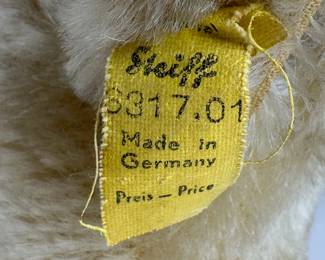 Steiff
6317.01
Made in
Germany
Preis – Price